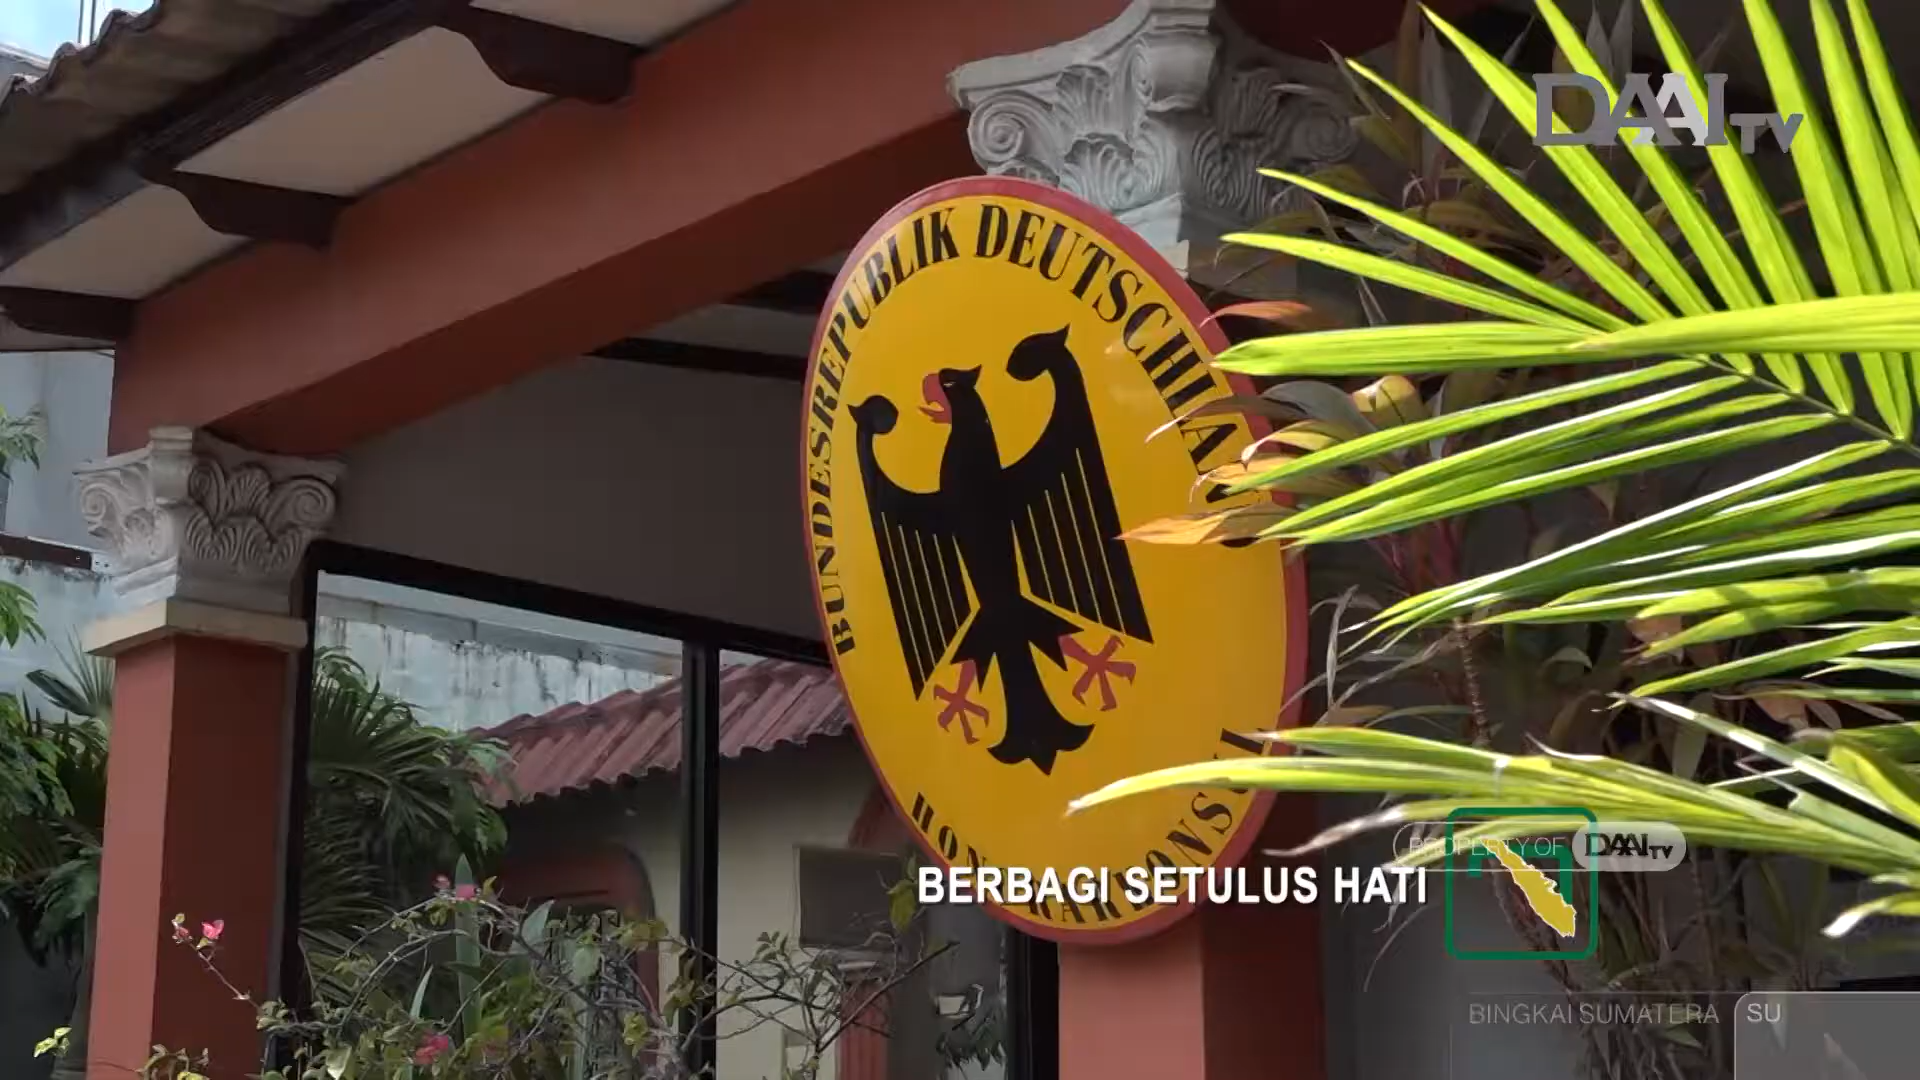 DAAI TV
BUNDESREPUBLIK DEUTSCHLAND
HONORARKONSUL
PROPERTY OF DAAI TV
BERBAGI SETULUS HATI
BINGKAI SUMATERA SU